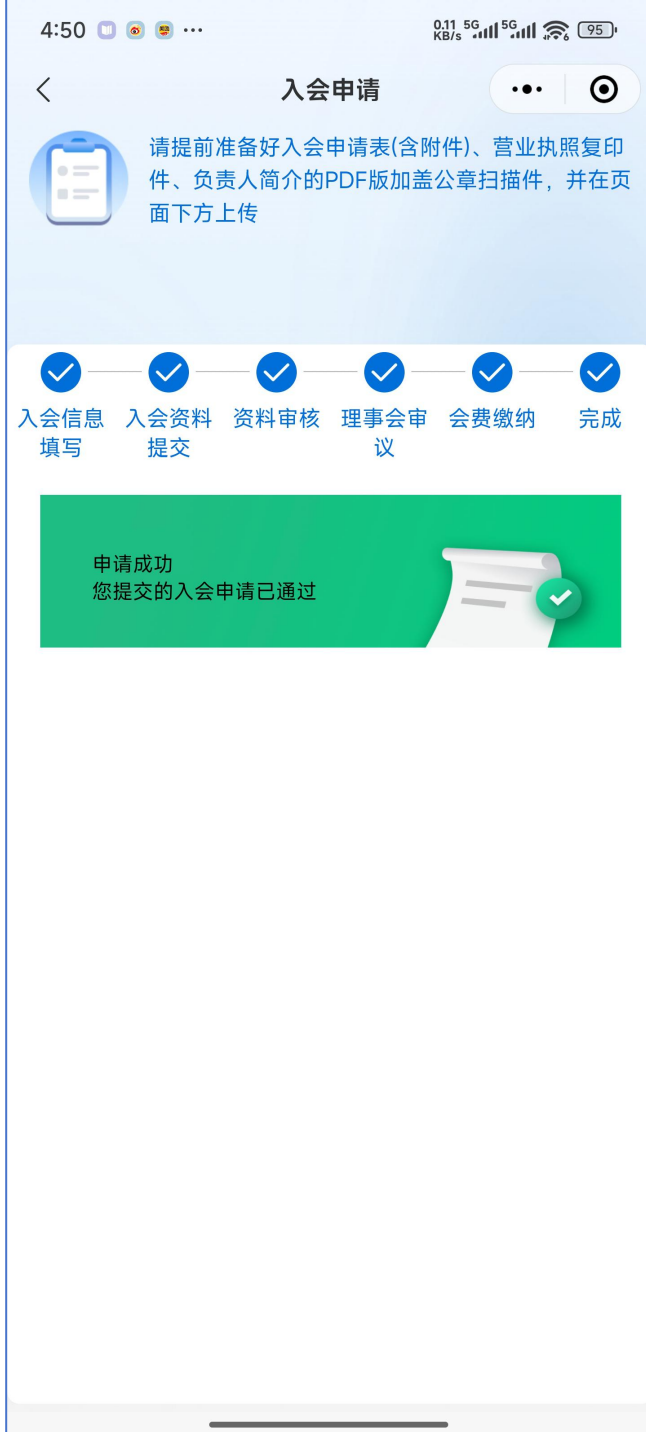 4:50
0.11 KB/s 5G 5G 6 95
入会申请
请提前准备好入会申请表(含附件)、营业执照复印
件、负责人简介的PDF版加盖公章扫描件，并在页
面下方上传
入会信息填写 入会资料提交 资料审核 理事会审议 会费缴纳 完成
申请成功
您提交的入会申请已通过